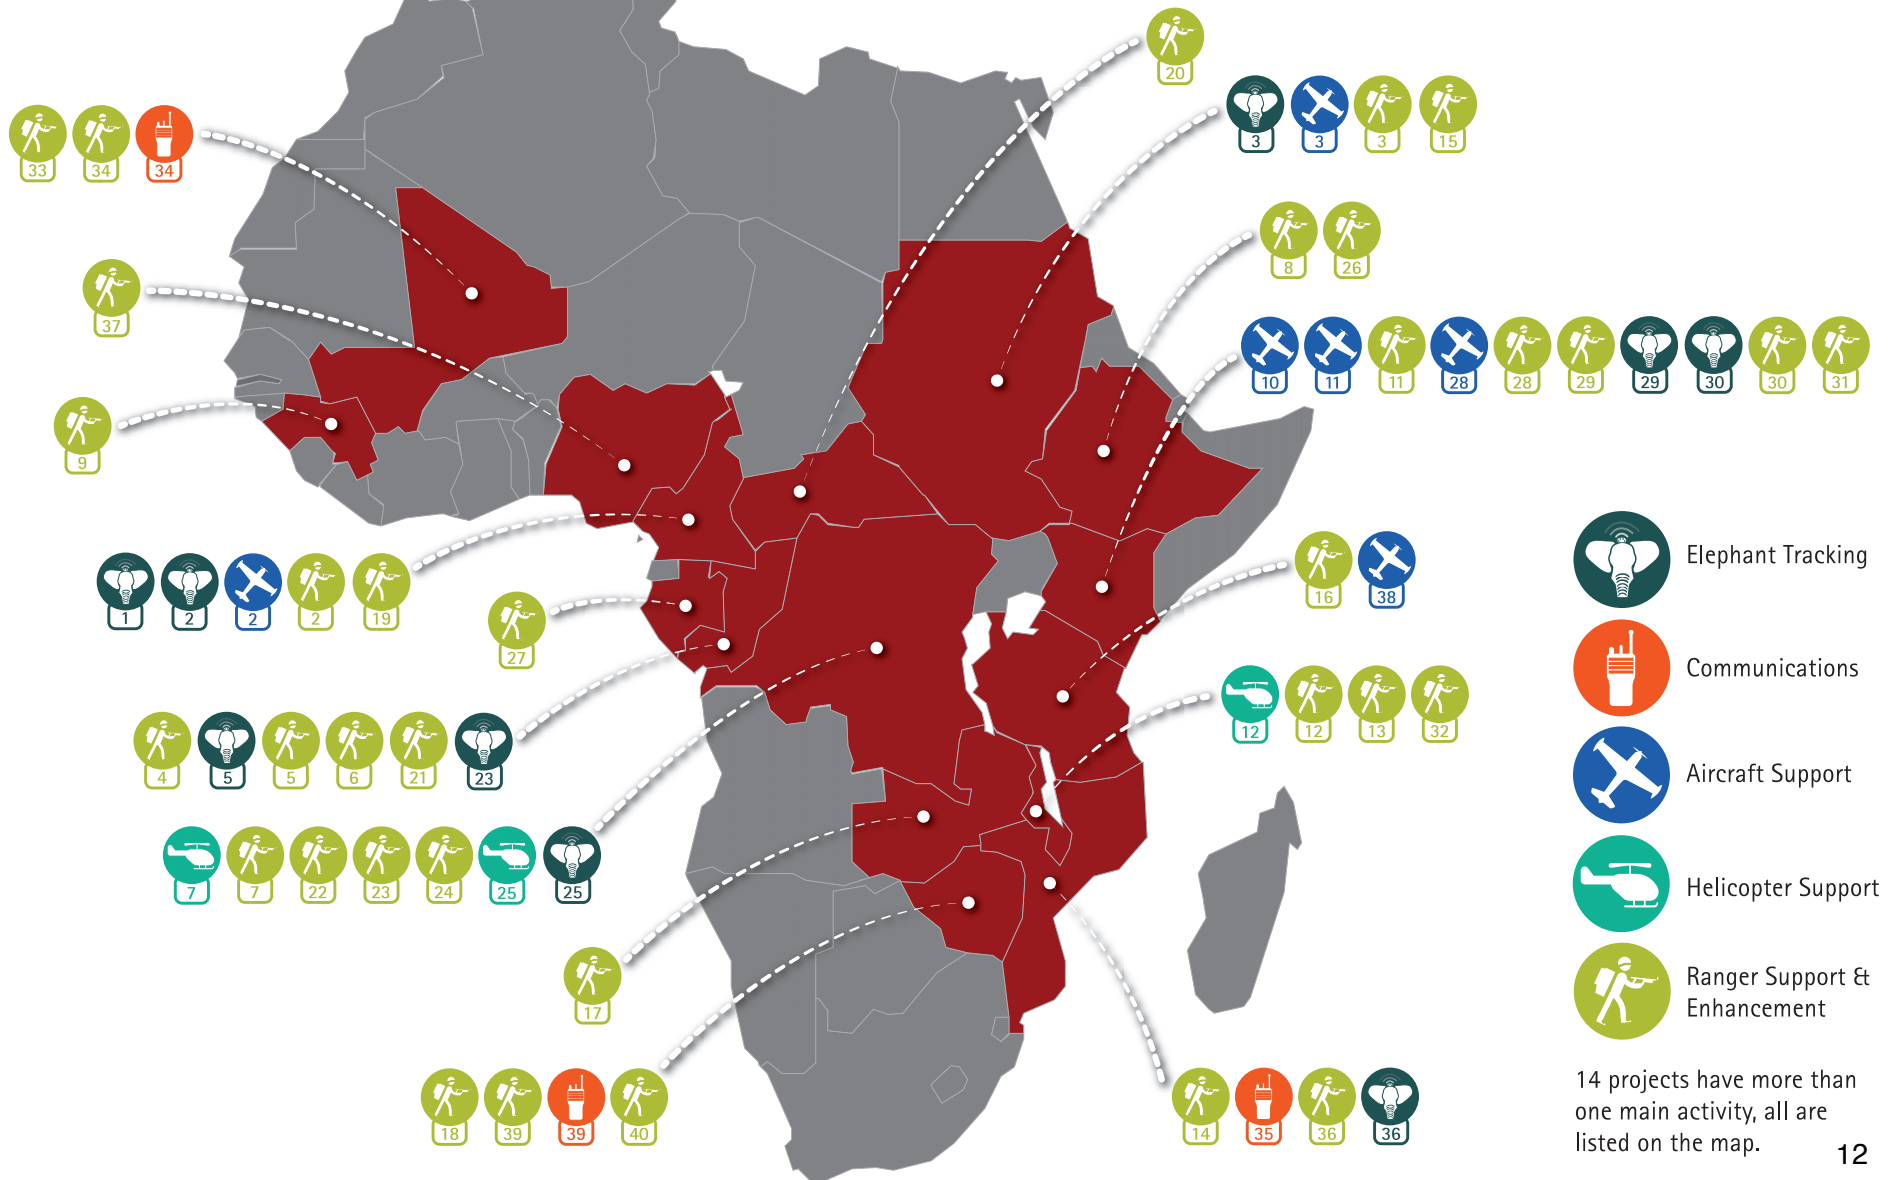 20
3 3 3 15
33 34 34
8 26
37
10 11 11 28 28 29 29 30 30 31
9
Elephant Tracking
1 2 2 2 19
16 38
27
Communications
12 12 13 32
4 5 5 6 21 23
Aircraft Support
7 7 22 23 24 25 25
Helicopter Support
17
Ranger Support &
Enhancement
18 39 39 40
14 35 36 36
14 projects have more than
one main activity, all are
listed on the map.
12